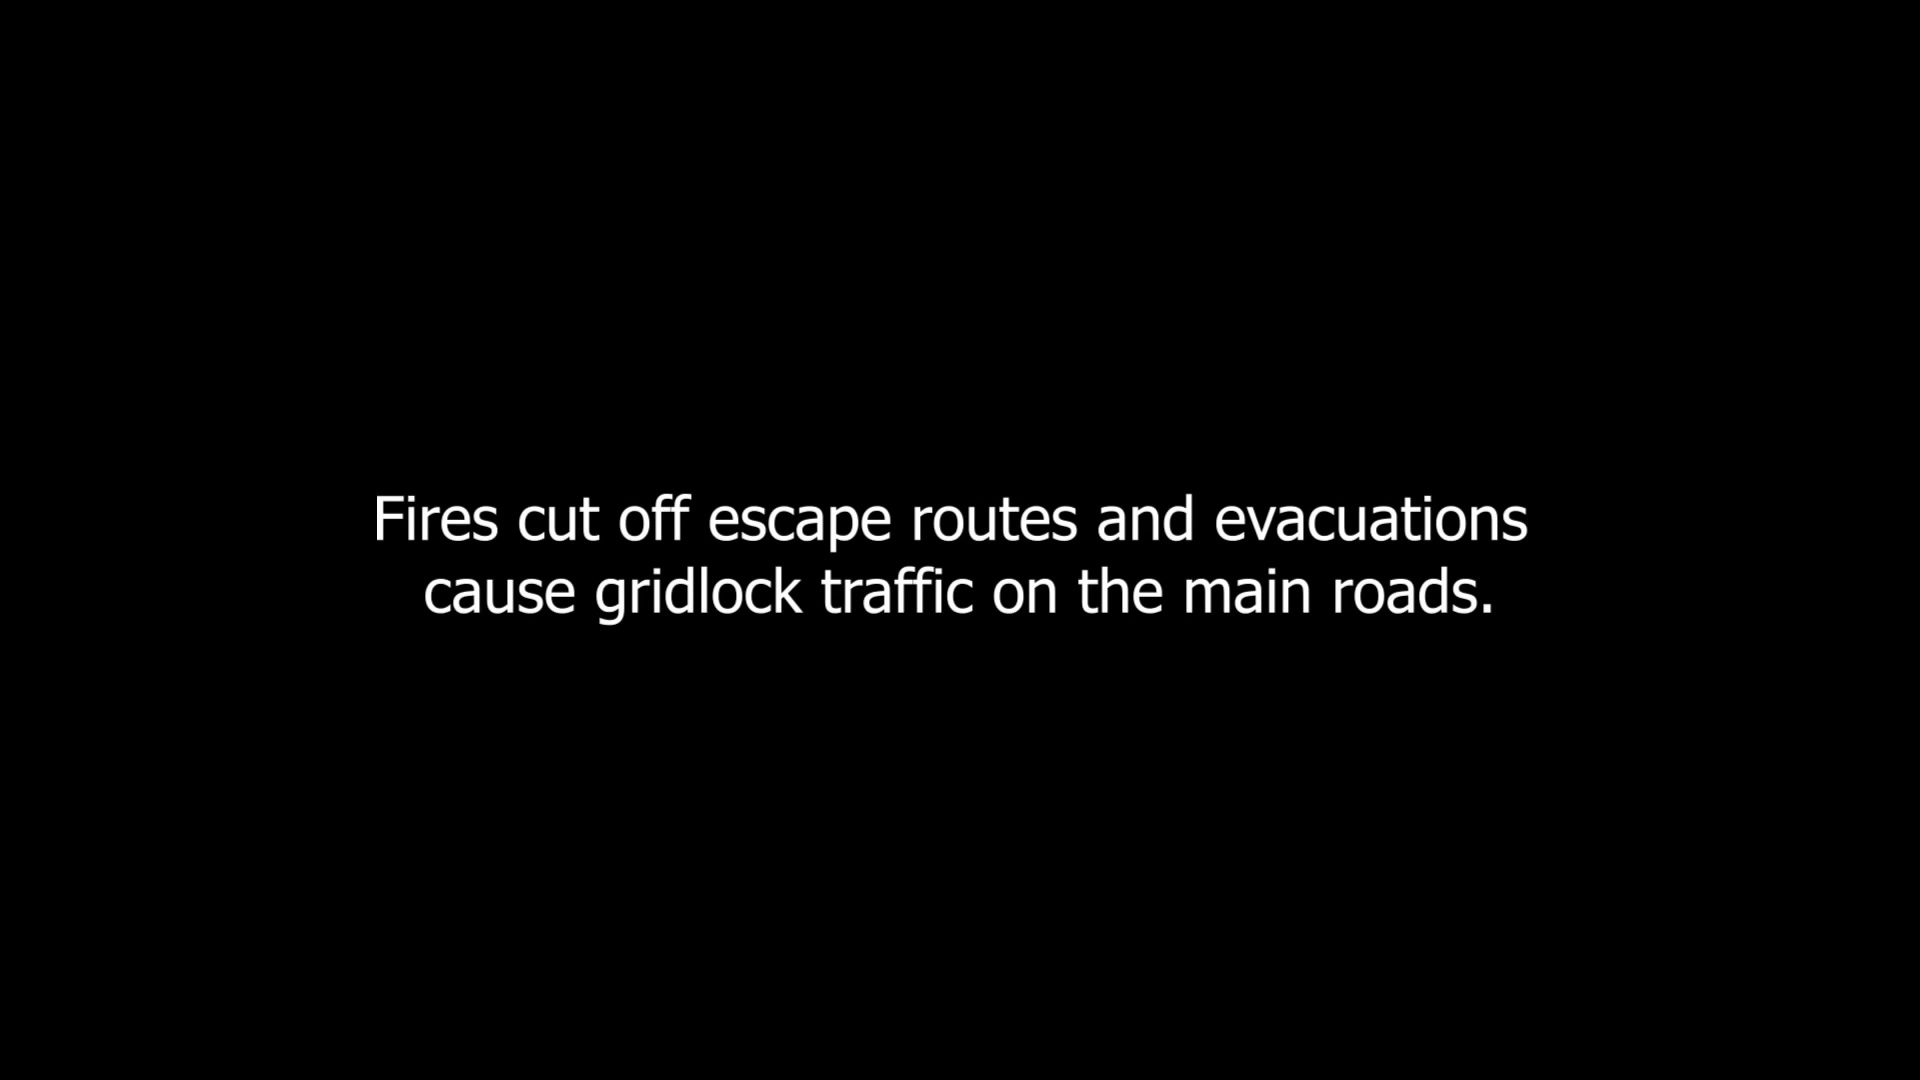 Fires cut off escape routes and evacuations
cause gridlock traffic on the main roads.